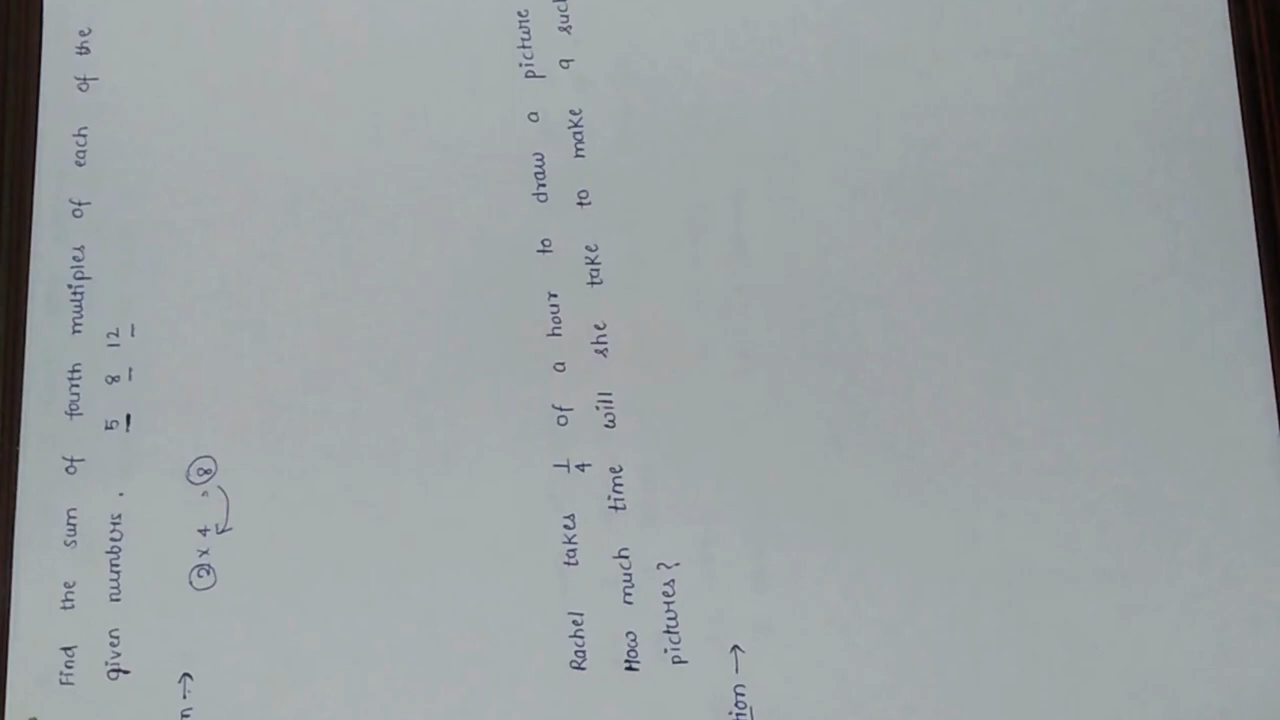 Find the sum of fourth multiples of each of the
given numbers. 5 8 12
n →
2 × 4 = 8
Rachel takes 1/4 of a hour to draw a picture
How much time will she take to make 9 such
pictures?
tion →